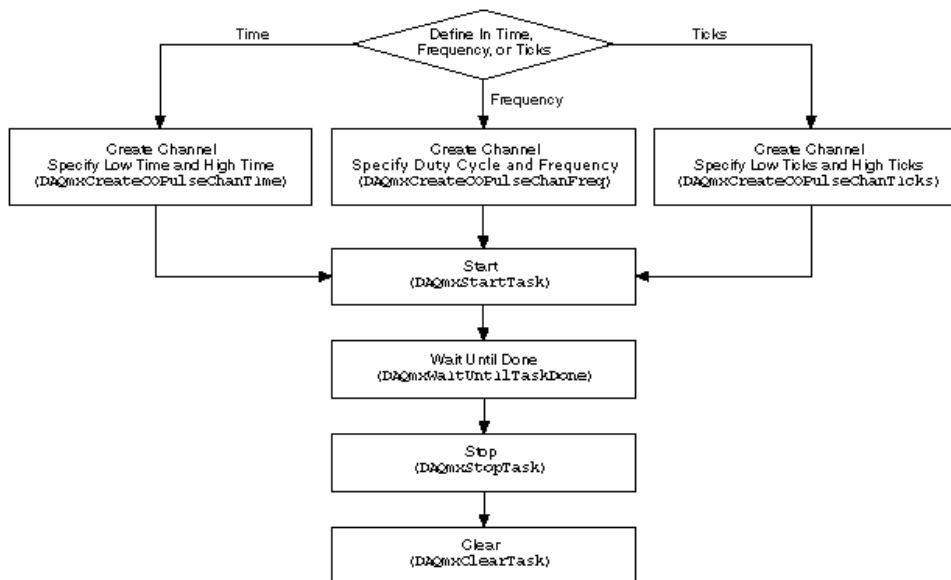 Define In Time,
Frequency, or Ticks
Time
Ticks
Frequency
Create Channel
Specify Low Time and High Time
(DAQmxCreateCOPulseChanTime)
Create Channel
Specify Duty Cycle and Frequency
(DAQmxCreateCOPulseChanFreq)
Create Channel
Specify Low Ticks and High Ticks
(DAQmxCreateCOPulseChanTicks)
Start
(DAQmxStartTask)
Wait Until Done
(DAQmxWaitUntilTaskDone)
Stop
(DAQmxStopTask)
Clear
(DAQmxClearTask)